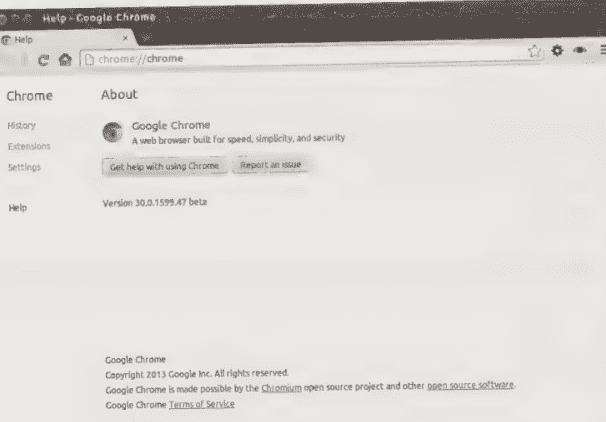 Help - Google Chrome
Help
chrome://chrome
Chrome
About
History
Extensions
Settings
Help
Google Chrome
A web browser built for speed, simplicity, and security
Get help with using Chrome
Report an issue
Version 30.0.1599.47 beta
Google Chrome
Copyright 2013 Google Inc. All rights reserved.
Google Chrome is made possible by the Chromium open source project and other open source software.
Google Chrome Terms of Service